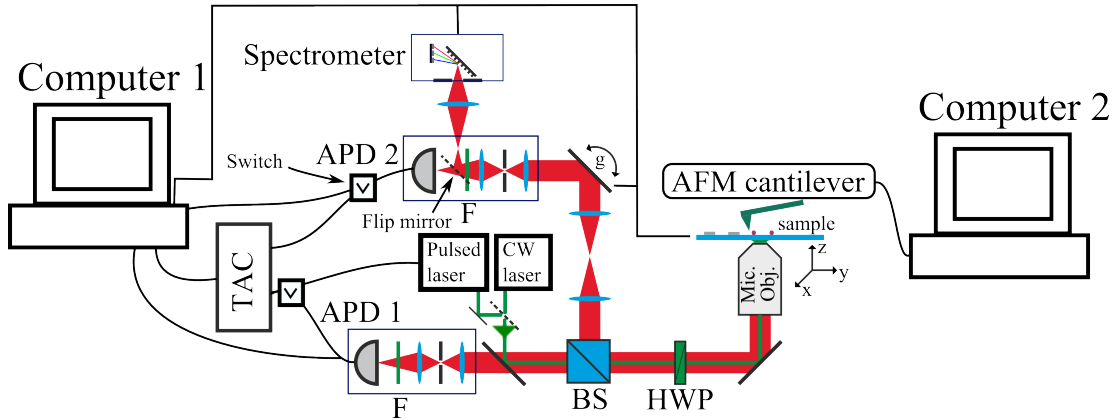 Spectrometer
Computer 1
Computer 2
APD 2
Switch
g
AFM cantilever
Flip mirror
F
sample
Pulsed
laser
CW
laser
TAC
Mic.
Obj.
z
y
x
APD 1
F
BS
HWP